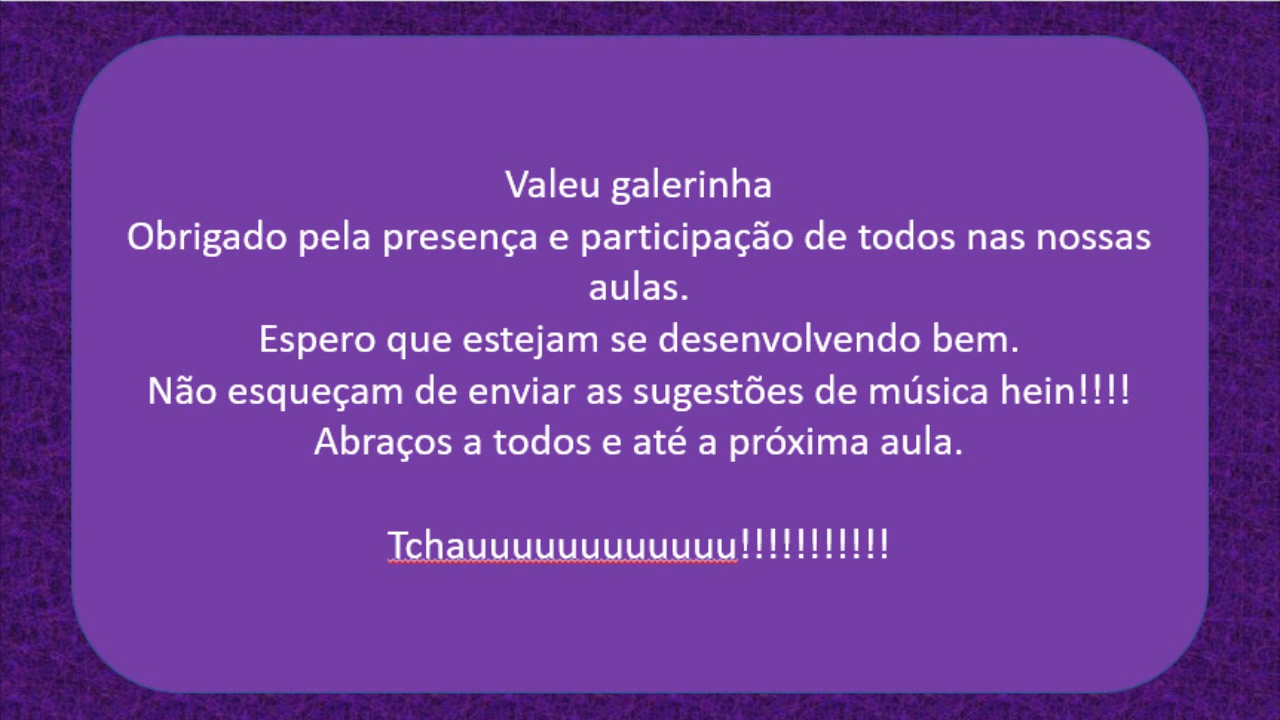 Valeu galerinha
Obrigado pela presença e participação de todos nas nossas
aulas.
Espero que estejam se desenvolvendo bem.
Não esqueçam de enviar as sugestões de música hein!!!!
Abraços a todos e até a próxima aula.
Tchauuuuuuuuuuuuu!!!!!!!!!!!